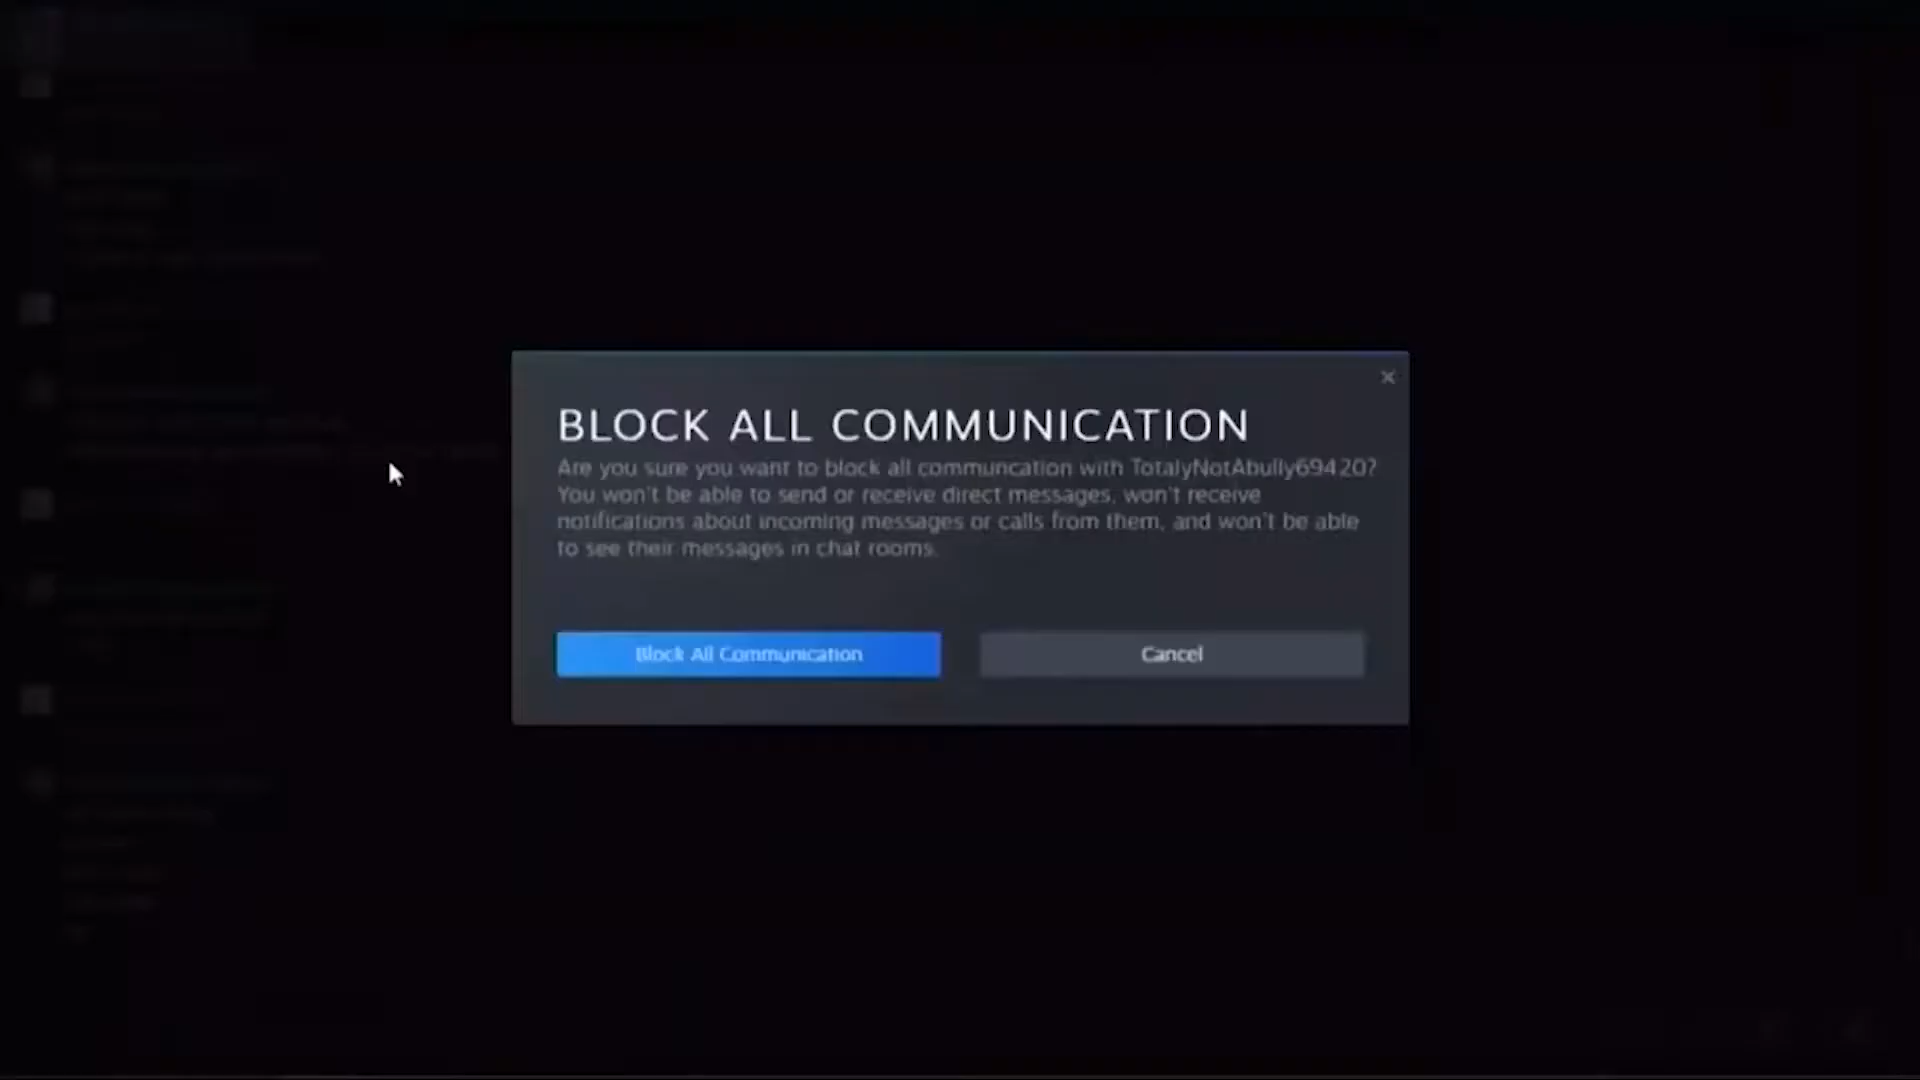 BLOCK ALL COMMUNICATION
Are you sure you want to block all communcation with TotalyNotAbully69420?
You won't be able to send or receive direct messages, won't receive
notifications about incoming messages or calls from them, and won't be able
to see their messages in chat rooms.
Block All Communication
Cancel